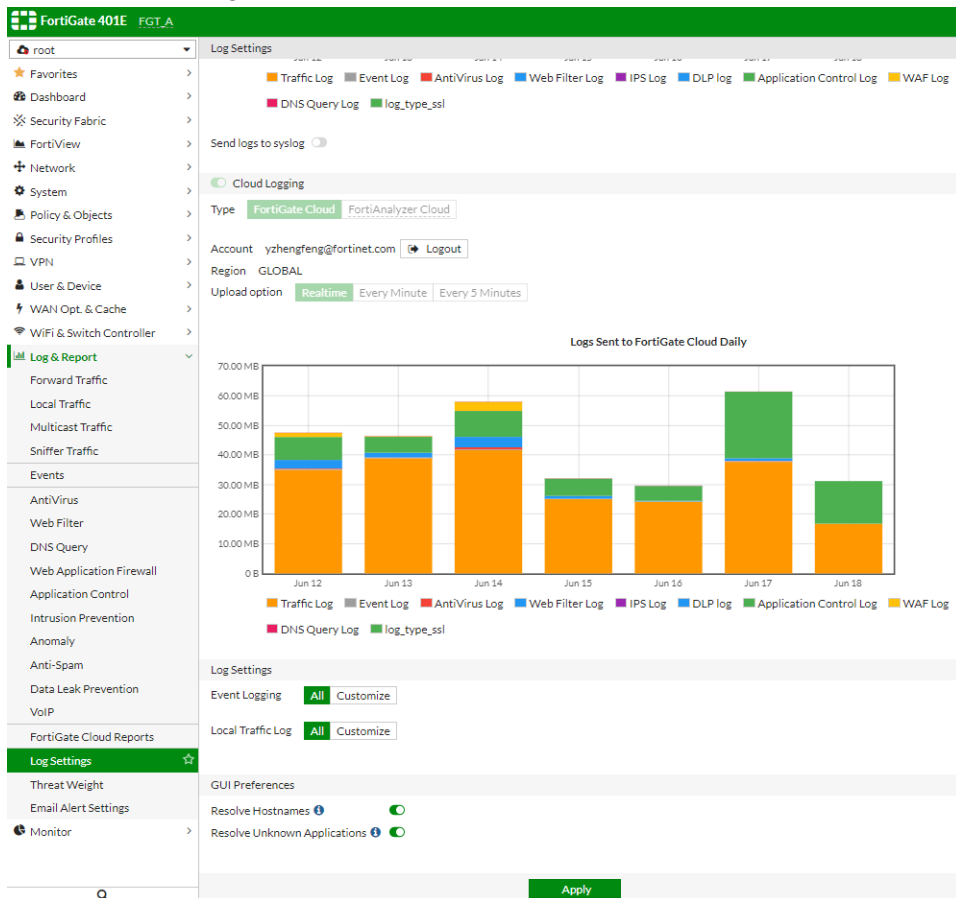 FortiGate 401E FGT_A
root
Favorites
Dashboard
Security Fabric
FortiView
Network
System
Policy & Objects
Security Profiles
VPN
User & Device
WAN Opt. & Cache
WiFi & Switch Controller
Log & Report
Forward Traffic
Local Traffic
Multicast Traffic
Sniffer Traffic
Events
AntiVirus
Web Filter
DNS Query
Web Application Firewall
Application Control
Intrusion Prevention
Anomaly
Anti-Spam
Data Leak Prevention
VoIP
FortiGate Cloud Reports
Log Settings
Threat Weight
Email Alert Settings
Monitor
Log Settings
Traffic Log Event Log AntiVirus Log Web Filter Log IPS Log DLP log Application Control Log WAF Log
DNS Query Log log_type_ssl
Send logs to syslog
Cloud Logging
Type FortiGate Cloud FortiAnalyzer Cloud
Account yzhengfeng@fortinet.com Logout
Region GLOBAL
Upload option Realtime Every Minute Every 5 Minutes
Logs Sent to FortiGate Cloud Daily
70.00 MB
60.00 MB
50.00 MB
40.00 MB
30.00 MB
20.00 MB
10.00 MB
0 B
Jun 12 Jun 13 Jun 14 Jun 15 Jun 16 Jun 17 Jun 18
Traffic Log Event Log AntiVirus Log Web Filter Log IPS Log DLP log Application Control Log WAF Log
DNS Query Log log_type_ssl
Log Settings
Event Logging All Customize
Local Traffic Log All Customize
GUI Preferences
Resolve Hostnames
Resolve Unknown Applications
Apply